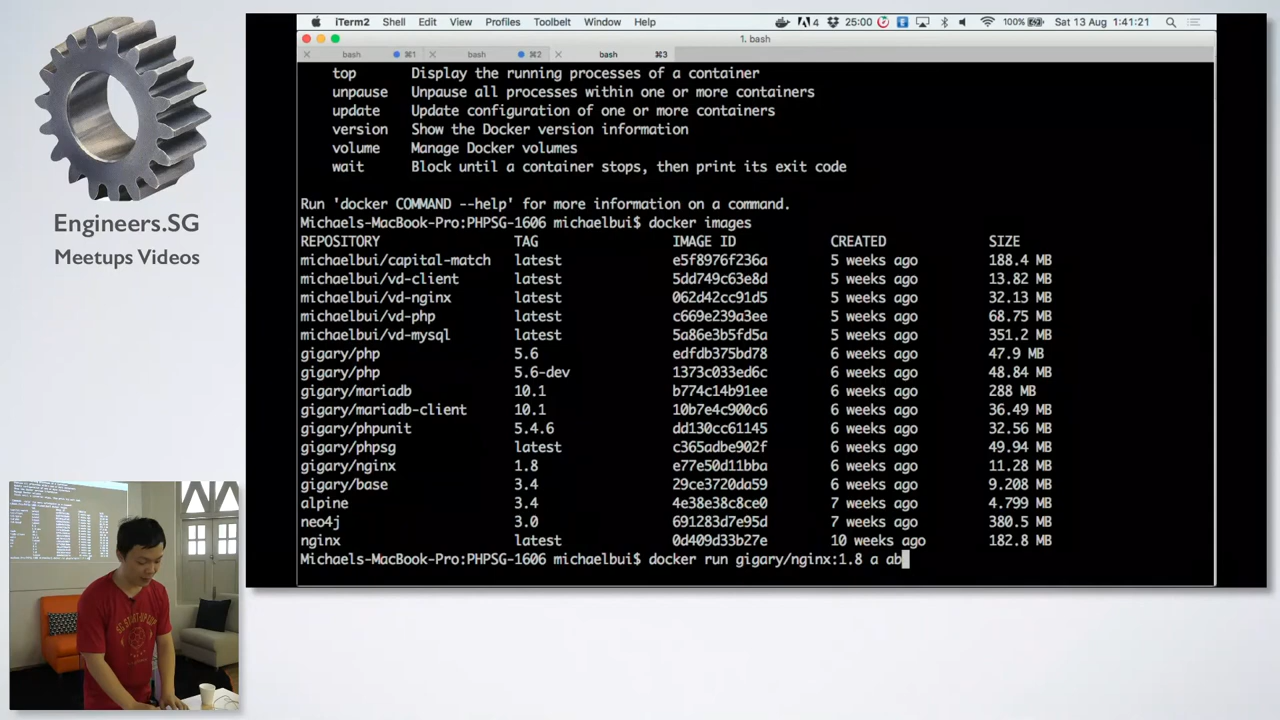 iTerm2 Shell Edit View Profiles Toolbelt Window Help 4 25:00 100% Sat 13 Aug 1:41:21
1. bash
bash ⌘1 bash ⌘2 bash ⌘3
top Display the running processes of a container
unpause Unpause all processes within one or more containers
update Update configuration of one or more containers
version Show the Docker version information
volume Manage Docker volumes
wait Block until a container stops, then print its exit code
Run 'docker COMMAND --help' for more information on a command.
Michaels-MacBook-Pro:PHPSG-1606 michaelbui$ docker images
REPOSITORY TAG IMAGE ID CREATED SIZE
michaelbui/capital-match latest e5f8976f236a 5 weeks ago 188.4 MB
michaelbui/vd-client latest 5dd749c63e8d 5 weeks ago 13.82 MB
michaelbui/vd-nginx latest 062d42cc91d5 5 weeks ago 32.13 MB
michaelbui/vd-php latest c669e239a3ee 5 weeks ago 68.75 MB
michaelbui/vd-mysql latest 5a86e3b5fd5a 5 weeks ago 351.2 MB
gigary/php 5.6 edfdb375bd78 6 weeks ago 47.9 MB
gigary/php 5.6-dev 1373c033ed6c 6 weeks ago 48.84 MB
gigary/mariadb 10.1 b774c14b91ee 6 weeks ago 288 MB
gigary/mariadb-client 10.1 10b7e4c900c6 6 weeks ago 36.49 MB
gigary/phpunit 5.4.6 dd130cc61145 6 weeks ago 32.56 MB
gigary/phpsg latest c365adbe902f 6 weeks ago 49.94 MB
gigary/nginx 1.8 e77e50d11bba 6 weeks ago 11.28 MB
gigary/base 3.4 29ce3720da59 6 weeks ago 9.208 MB
alpine 3.4 4e38e38c8ce0 7 weeks ago 4.799 MB
neo4j 3.0 691283d7e95d 7 weeks ago 380.5 MB
nginx latest 0d409d33b27e 10 weeks ago 182.8 MB
Michaels-MacBook-Pro:PHPSG-1606 michaelbui$ docker run gigary/nginx:1.8 a ab
Engineers.SG
Meetups Videos